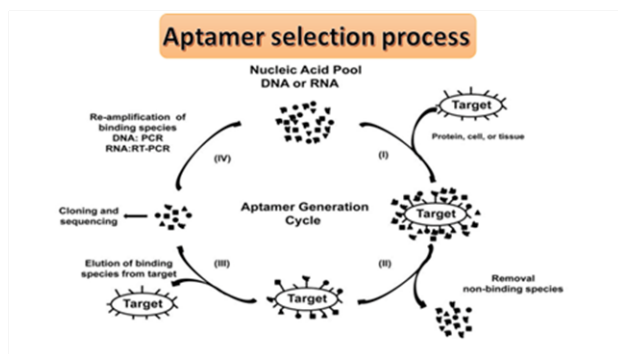 Aptamer selection process
Nucleic Acid Pool
DNA or RNA
Target
Protein, cell, or tissue
(I)
Target
(II)
Removal
non-binding species
Target
(III)
Elution of binding
species from target
Target
Cloning and
sequencing
(IV)
Re-amplification of
binding species
DNA: PCR
RNA:RT-PCR
Aptamer Generation
Cycle